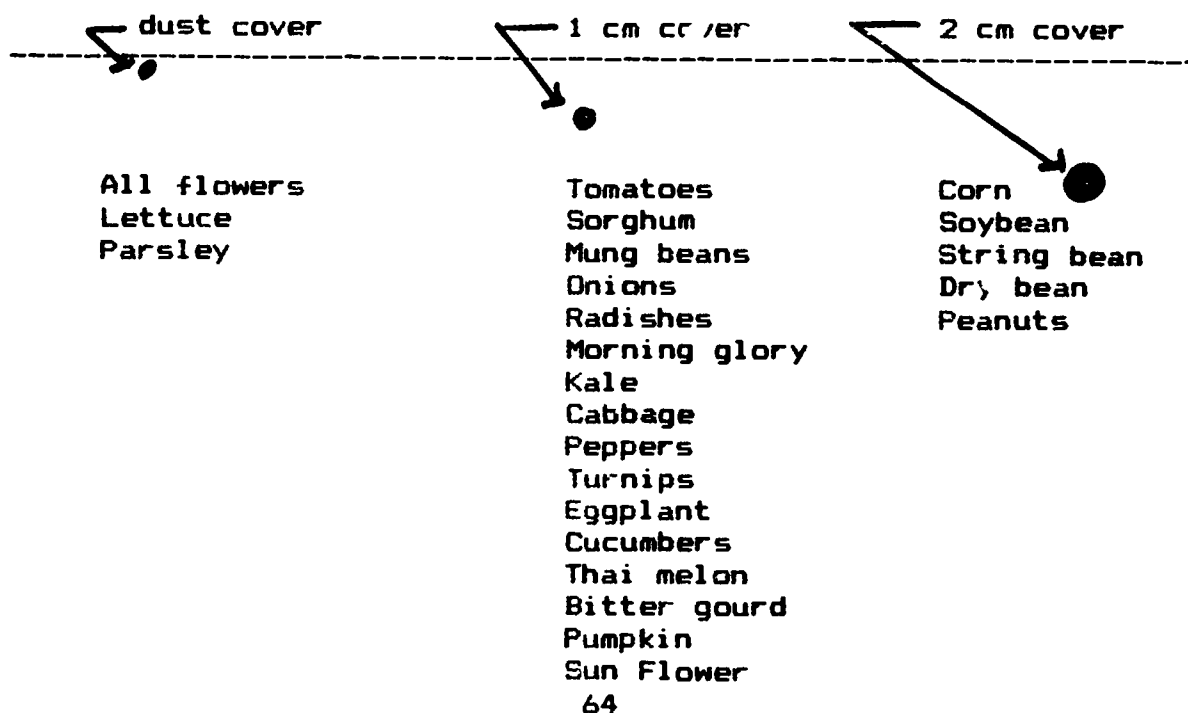 dust cover
1 cm cover
2 cm cover
All flowers
Lettuce
Parsley
Tomatoes
Sorghum
Mung beans
Onions
Radishes
Morning glory
Kale
Cabbage
Peppers
Turnips
Eggplant
Cucumbers
Thai melon
Bitter gourd
Pumpkin
Sun Flower
Corn
Soybean
String bean
Dry bean
Peanuts
64